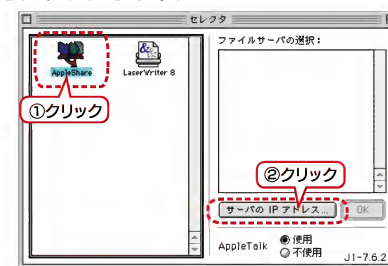 セレクタ
ファイルサーバの選択：
AppleShare
LaserWriter 8
①クリック
②クリック
サーバの IP アドレス...
OK
AppleTalk
使用
不使用
J1-7.6.2